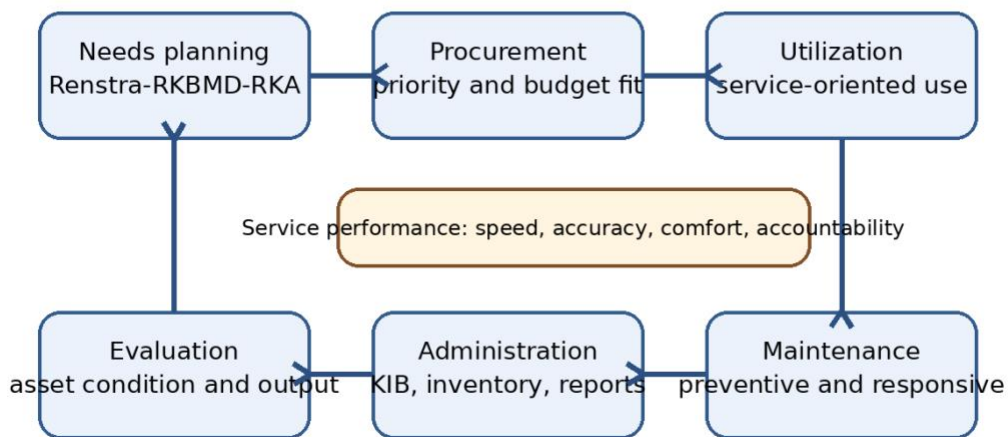 Needs planning
Renstra-RKBMD-RKA
Procurement
priority and budget fit
Utilization
service-oriented use
Service performance: speed, accuracy, comfort, accountability
Evaluation
asset condition and output
Administration
KIB, inventory, reports
Maintenance
preventive and responsive